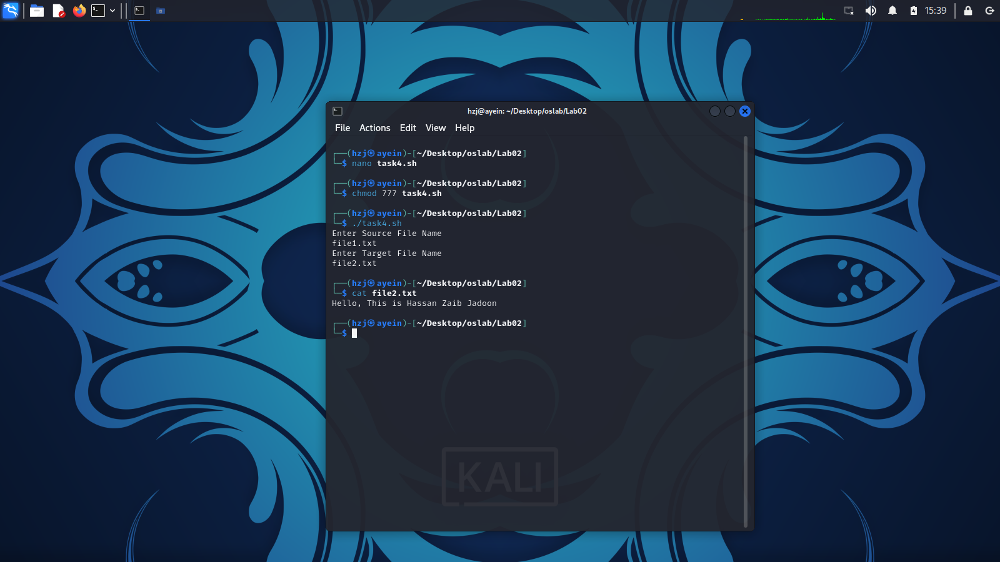 15:39
hzj@ayein: ~/Desktop/oslab/Lab02
File Actions Edit View Help
┌──(hzj㉿ayein)-[~/Desktop/oslab/Lab02]
└─$ nano task4.sh
┌──(hzj㉿ayein)-[~/Desktop/oslab/Lab02]
└─$ chmod 777 task4.sh
┌──(hzj㉿ayein)-[~/Desktop/oslab/Lab02]
└─$ ./task4.sh
Enter Source File Name
file1.txt
Enter Target File Name
file2.txt
┌──(hzj㉿ayein)-[~/Desktop/oslab/Lab02]
└─$ cat file2.txt
Hello, This is Hassan Zaib Jadoon
┌──(hzj㉿ayein)-[~/Desktop/oslab/Lab02]
└─$
KALI